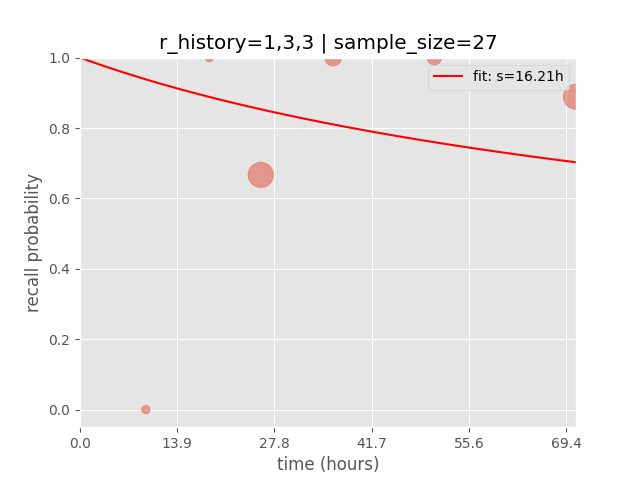 r_history=1,3,3 | sample_size=27
fit: s=16.21h
recall probability
1.0
0.8
0.6
0.4
0.2
0.0
0.0 13.9 27.8 41.7 55.6 69.4
time (hours)